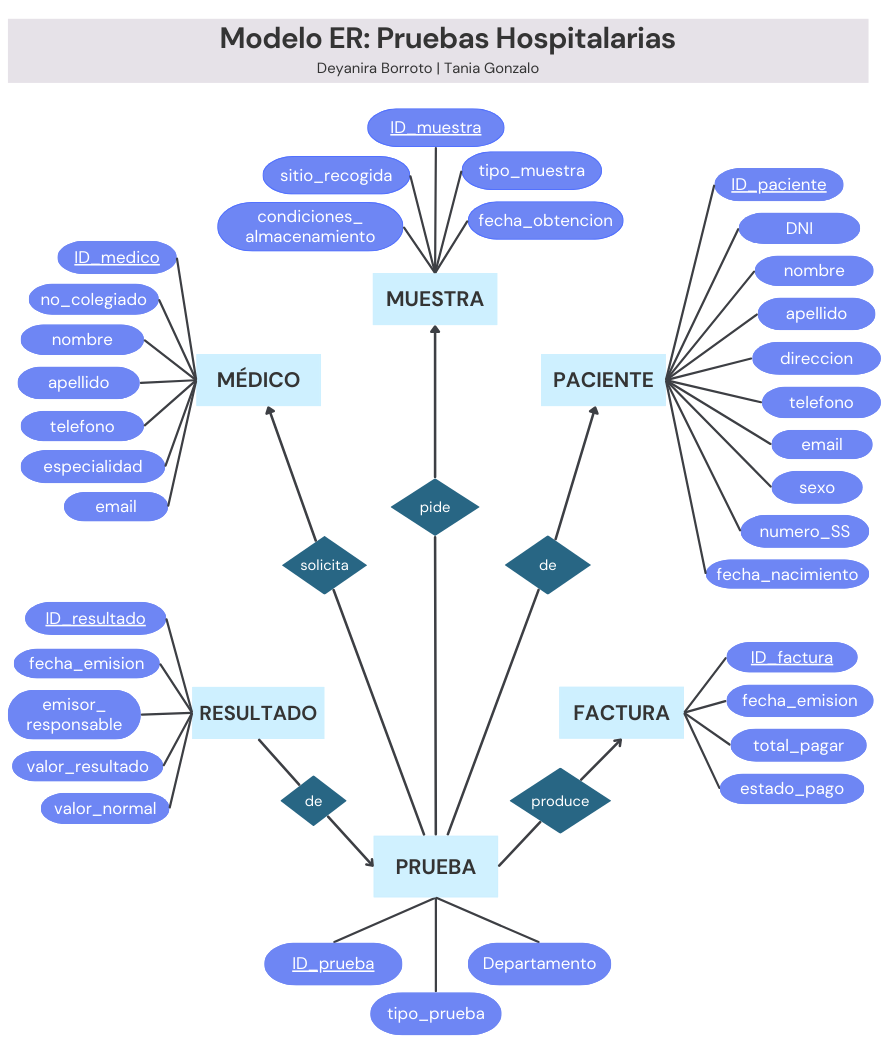 Modelo ER: Pruebas Hospitalarias
Deyanira Borroto | Tania Gonzalo
ID_muestra
sitio_recogida
tipo_muestra
condiciones_
almacenamiento
fecha_obtencion
MUESTRA
ID_medico
no_colegiado
nombre
apellido
telefono
especialidad
email
MÉDICO
ID_paciente
DNI
nombre
apellido
direccion
telefono
email
sexo
numero_SS
fecha_nacimiento
PACIENTE
solicita
pide
de
ID_resultado
fecha_emision
emisor_
responsable
valor_resultado
valor_normal
RESULTADO
ID_factura
fecha_emision
total_pagar
estado_pago
FACTURA
de
produce
PRUEBA
ID_prueba
tipo_prueba
Departamento